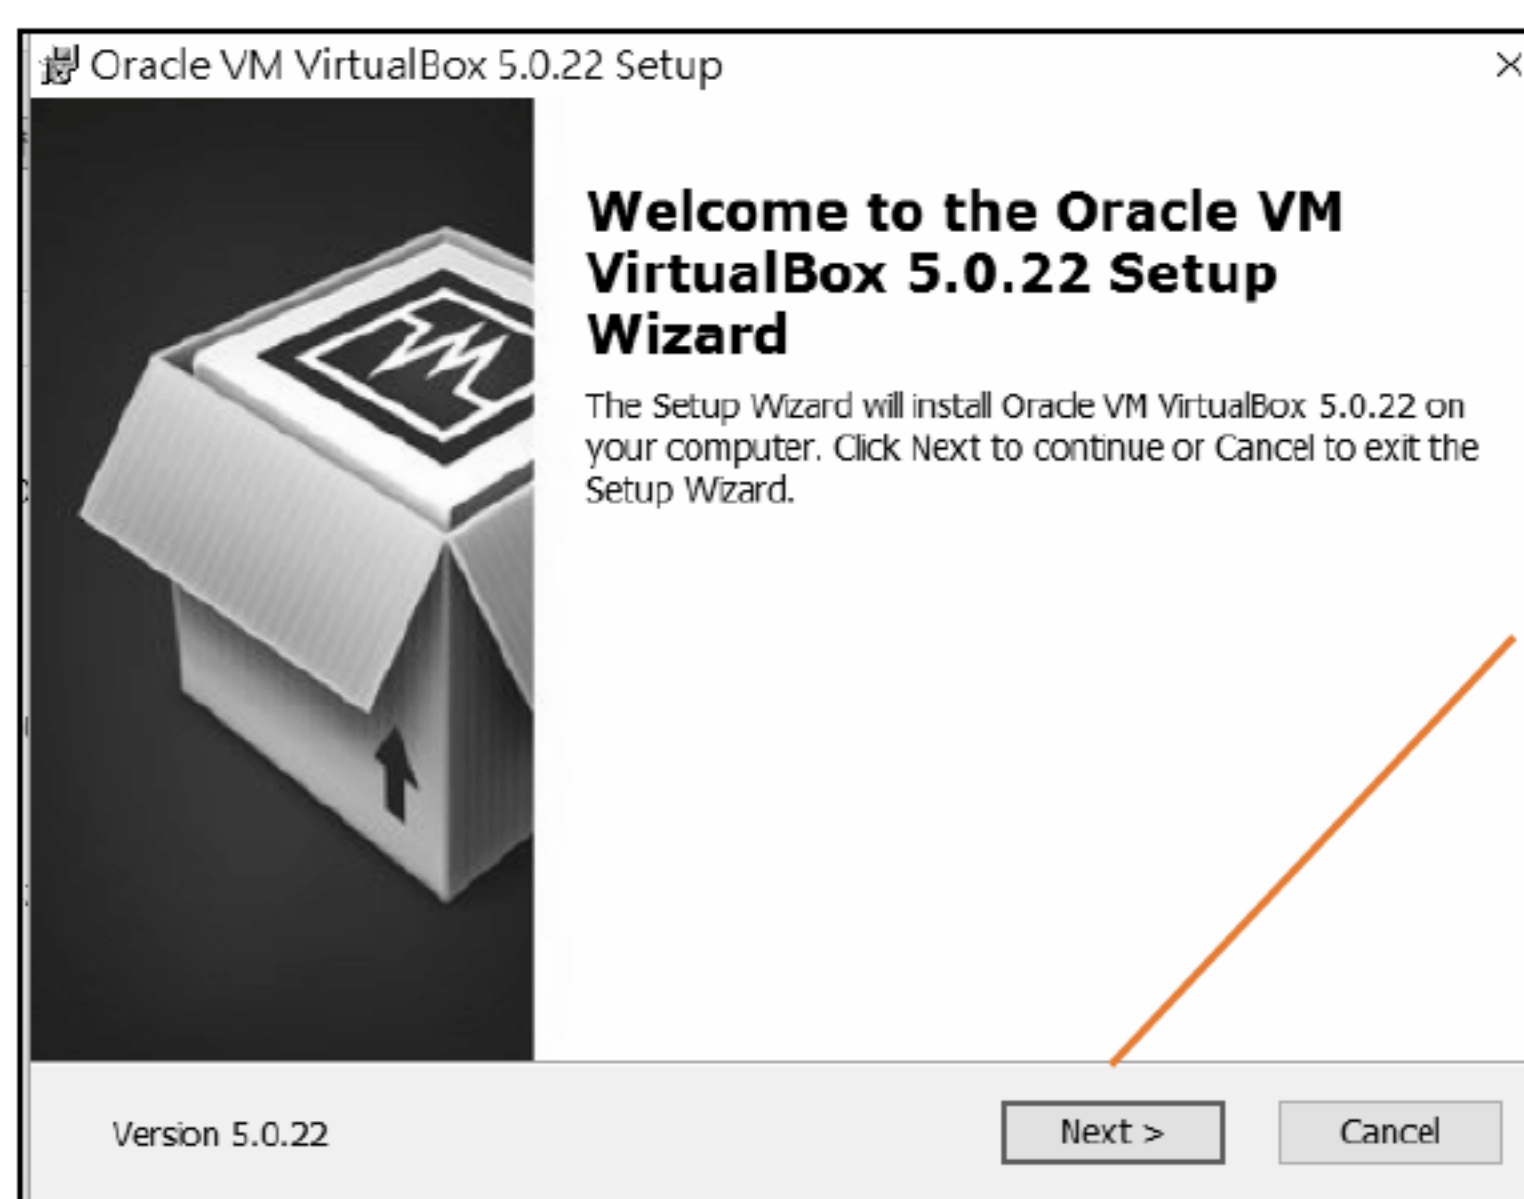 Oracle VM VirtualBox 5.0.22 Setup
Welcome to the Oracle VM
VirtualBox 5.0.22 Setup
Wizard
The Setup Wizard will install Oracle VM VirtualBox 5.0.22 on
your computer. Click Next to continue or Cancel to exit the
Setup Wizard.
Version 5.0.22
Next >
Cancel